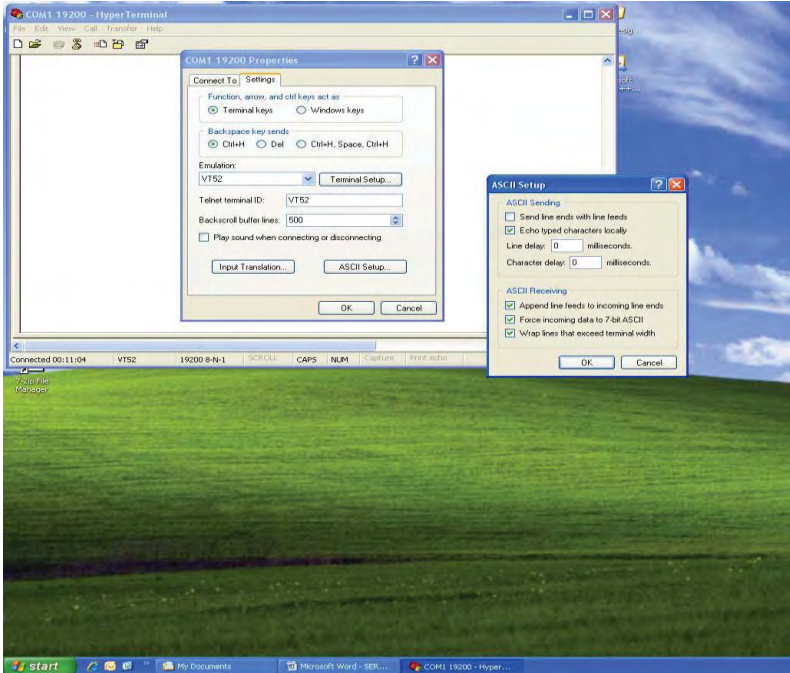 COM1 19200 - HyperTerminal
File Edit View Call Transfer Help
COM1 19200 Properties
Connect To Settings
Function, arrow, and ctrl keys act as
Terminal keys Windows keys
Backspace key sends
Ctrl+H Del Ctrl+H, Space, Ctrl+H
Emulation:
VT52 Terminal Setup...
Telnet terminal ID: VT52
Backscroll buffer lines: 500
Play sound when connecting or disconnecting
Input Translation... ASCII Setup...
OK Cancel
ASCII Setup
ASCII Sending
Send line ends with line feeds
Echo typed characters locally
Line delay: 0 milliseconds.
Character delay: 0 milliseconds.
ASCII Receiving
Append line feeds to incoming line ends
Force incoming data to 7-bit ASCII
Wrap lines that exceed terminal width
OK Cancel
Connected 00:11:04 VT52 19200 8-N-1 SCROLL CAPS NUM Capture Print echo
7-Zip File
Manager
start My Documents Microsoft Word - SER... COM1 19200 - Hyper...